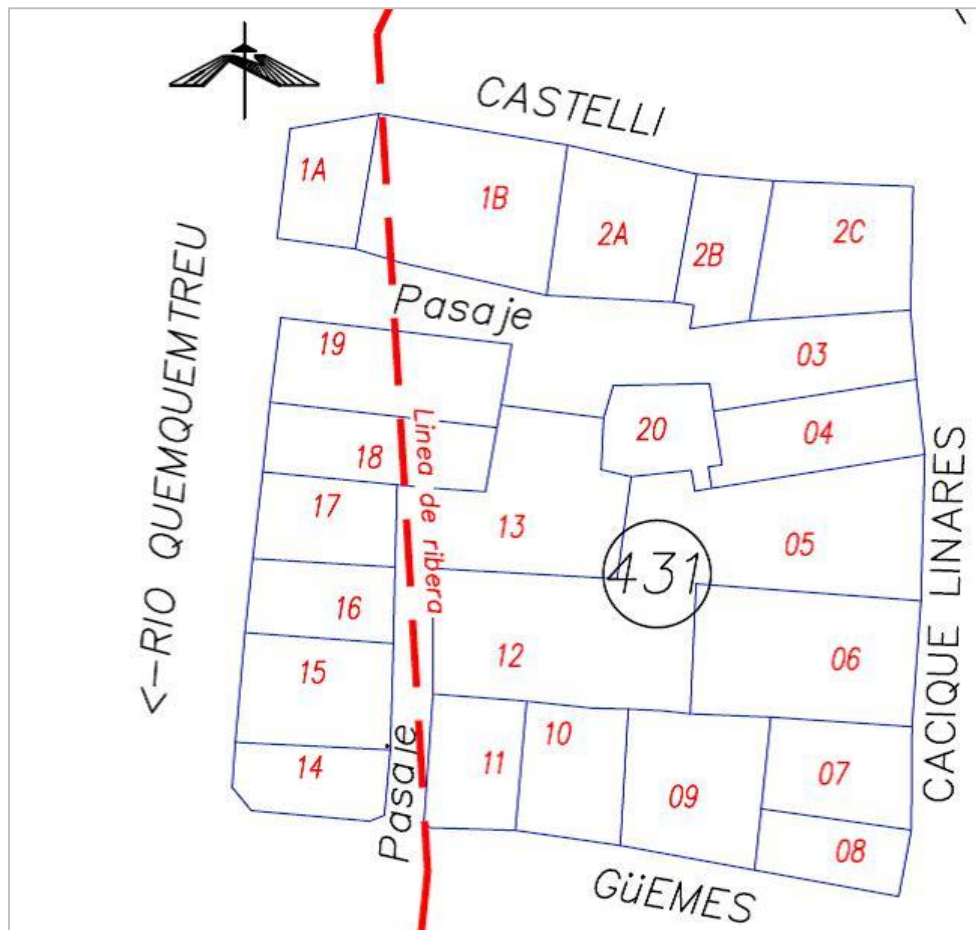 CASTELLI
1A
1B
2A
2B
2C
<--RIO QUEMQUEMTREU
Pasaje
19
03
20
04
18
Linea de ribera
17
13
05
431
CACIQUE LINARES
16
12
06
15
11
10
09
07
14
Pasaje
08
GÜEMES